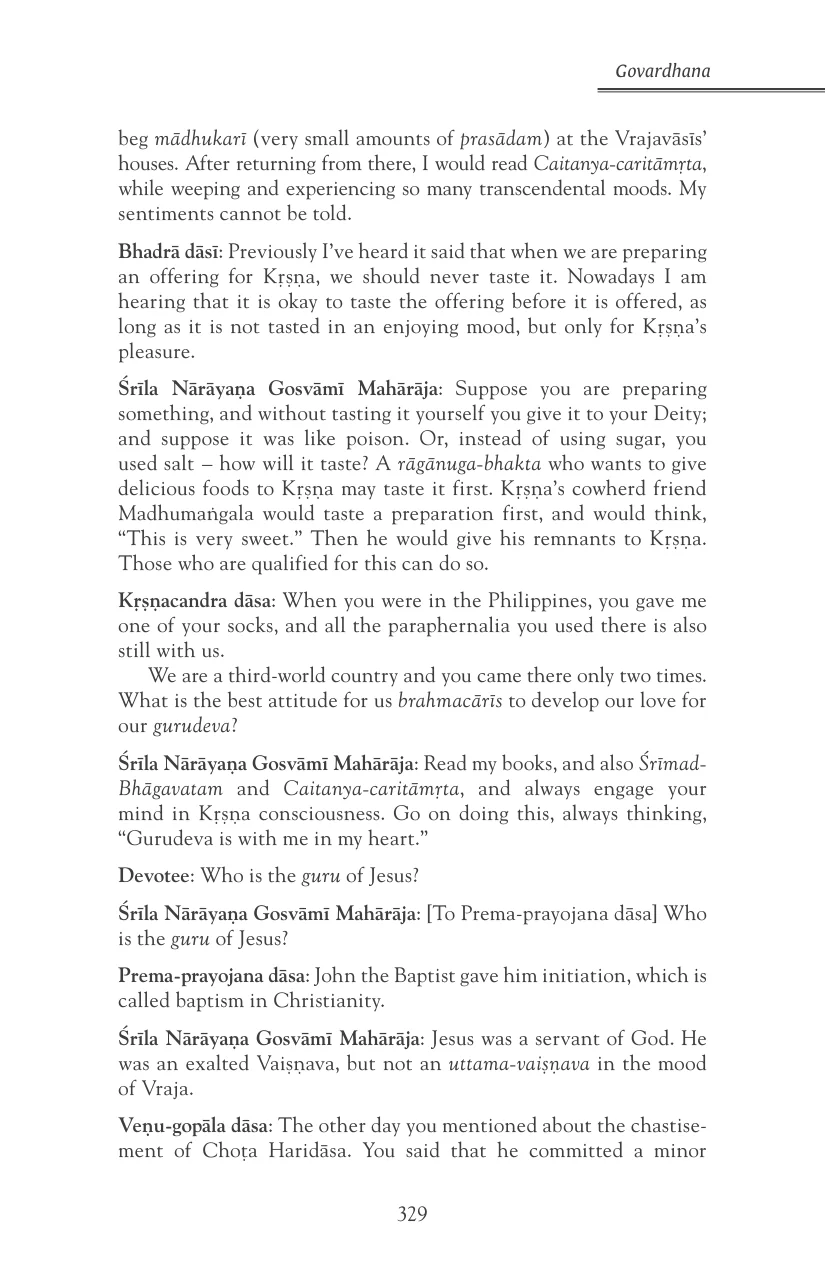 Govardhana
beg mādhukarī (very small amounts of prasādam) at the Vrajavāsīs’
houses. After returning from there, I would read Caitanya-caritāmṛta,
while weeping and experiencing so many transcendental moods. My
sentiments cannot be told.
Bhadrā dāsī: Previously I’ve heard it said that when we are preparing
an offering for Kṛṣṇa, we should never taste it. Nowadays I am
hearing that it is okay to taste the offering before it is offered, as
long as it is not tasted in an enjoying mood, but only for Kṛṣṇa’s
pleasure.
Śrīla Nārāyaṇa Gosvāmī Mahārāja: Suppose you are preparing
something, and without tasting it yourself you give it to your Deity;
and suppose it was like poison. Or, instead of using sugar, you
used salt – how will it taste? A rāgānuga-bhakta who wants to give
delicious foods to Kṛṣṇa may taste it first. Kṛṣṇa’s cowherd friend
Madhumaṅgala would taste a preparation first, and would think,
“This is very sweet.” Then he would give his remnants to Kṛṣṇa.
Those who are qualified for this can do so.
Kṛṣṇacandra dāsa: When you were in the Philippines, you gave me
one of your socks, and all the paraphernalia you used there is also
still with us.
We are a third-world country and you came there only two times.
What is the best attitude for us brahmacārīs to develop our love for
our gurudeva?
Śrīla Nārāyaṇa Gosvāmī Mahārāja: Read my books, and also Śrīmad-
Bhāgavatam and Caitanya-caritāmṛta, and always engage your
mind in Kṛṣṇa consciousness. Go on doing this, always thinking,
“Gurudeva is with me in my heart.”
Devotee: Who is the guru of Jesus?
Śrīla Nārāyaṇa Gosvāmī Mahārāja: [To Prema-prayojana dāsa] Who
is the guru of Jesus?
Prema-prayojana dāsa: John the Baptist gave him initiation, which is
called baptism in Christianity.
Śrīla Nārāyaṇa Gosvāmī Mahārāja: Jesus was a servant of God. He
was an exalted Vaiṣṇava, but not an uttama-vaiṣṇava in the mood
of Vraja.
Veṇu-gopāla dāsa: The other day you mentioned about the chastise-
ment of Choṭa Haridāsa. You said that he committed a minor
329